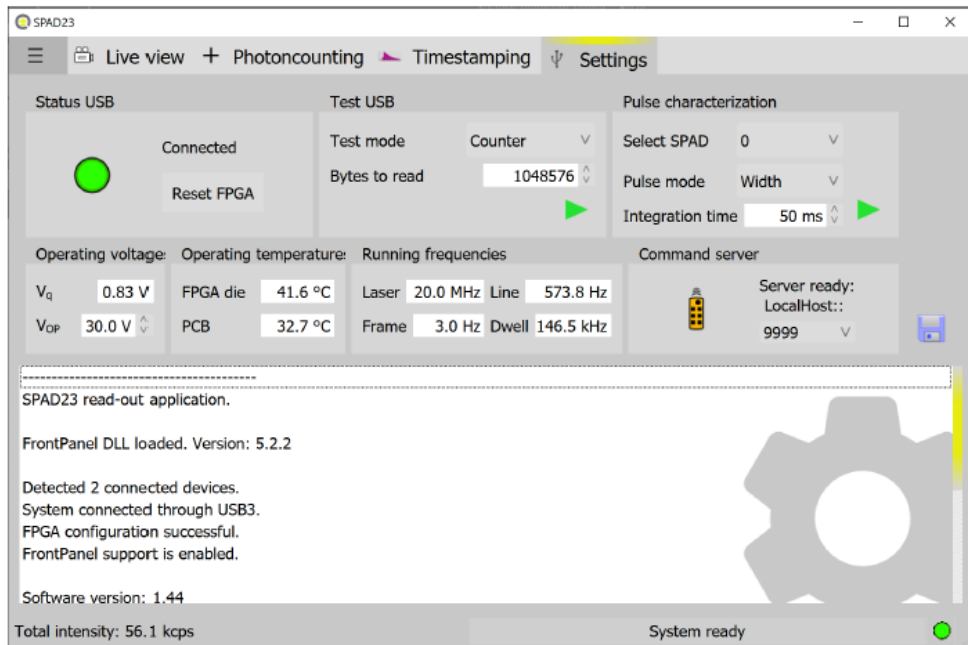 SPAD23
Live view
Photoncounting
Timestamping
Settings
Status USB
Connected
Reset FPGA
Test USB
Test mode Counter
Bytes to read 1048576
Pulse characterization
Select SPAD 0
Pulse mode Width
Integration time 50 ms
Operating voltage:
Vq 0.83 V
VOP 30.0 V
Operating temperature:
FPGA die 41.6 ºC
PCB 32.7 ºC
Running frequencies
Laser 20.0 MHz Line 573.8 Hz
Frame 3.0 Hz Dwell 146.5 kHz
Command server
Server ready:
LocalHost::
9999
----------------------------------------
SPAD23 read-out application.
FrontPanel DLL loaded. Version: 5.2.2
Detected 2 connected devices.
System connected through USB3.
FPGA configuration successful.
FrontPanel support is enabled.
Software version: 1.44
Total intensity: 56.1 kcps
System ready